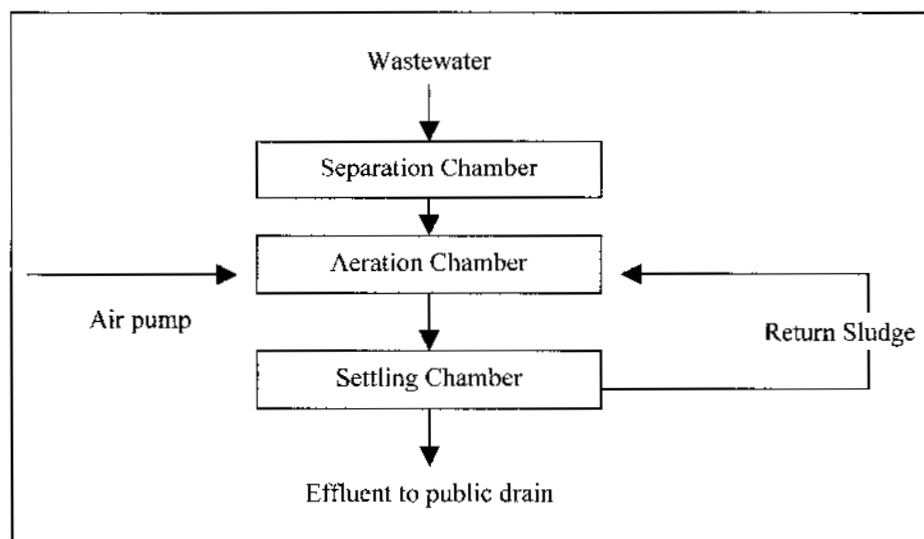 Wastewater
Separation Chamber
Aeration Chamber
Air pump
Return Sludge
Settling Chamber
Effluent to public drain